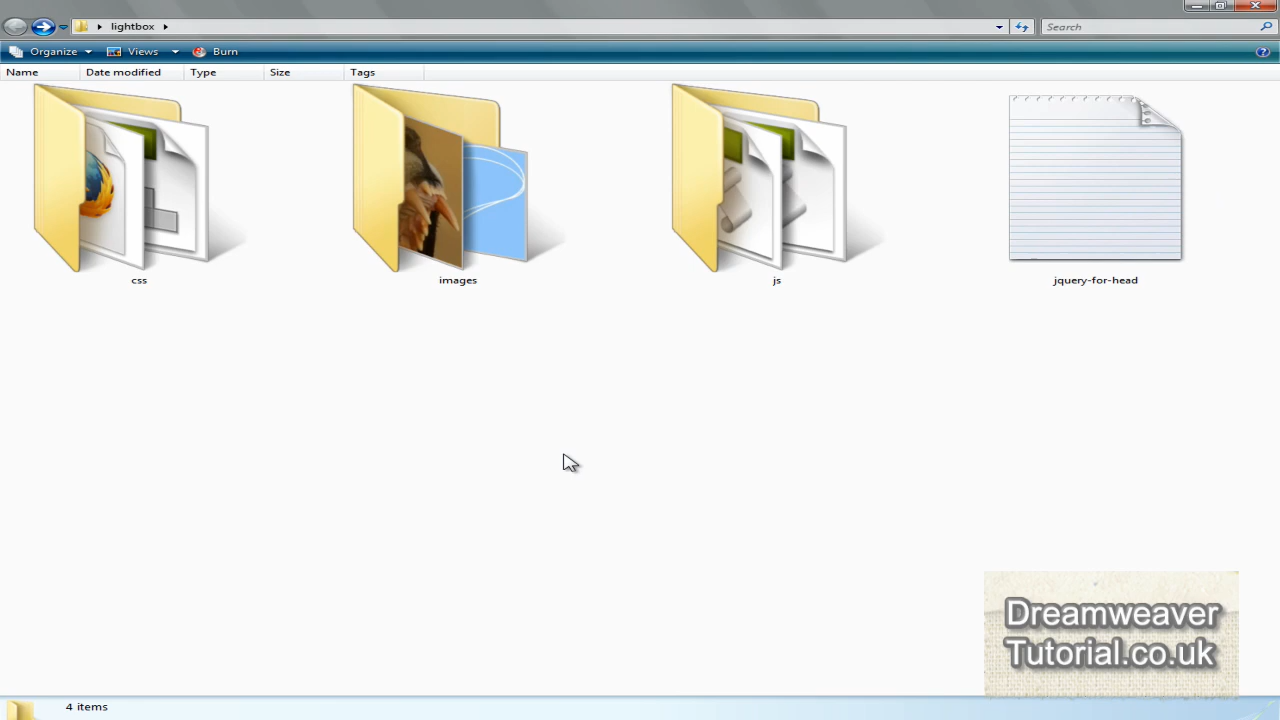 lightbox
Search
Organize Views Burn
Name Date modified Type Size Tags
css images js jquery-for-head
Dreamweaver
Tutorial.co.uk
4 items